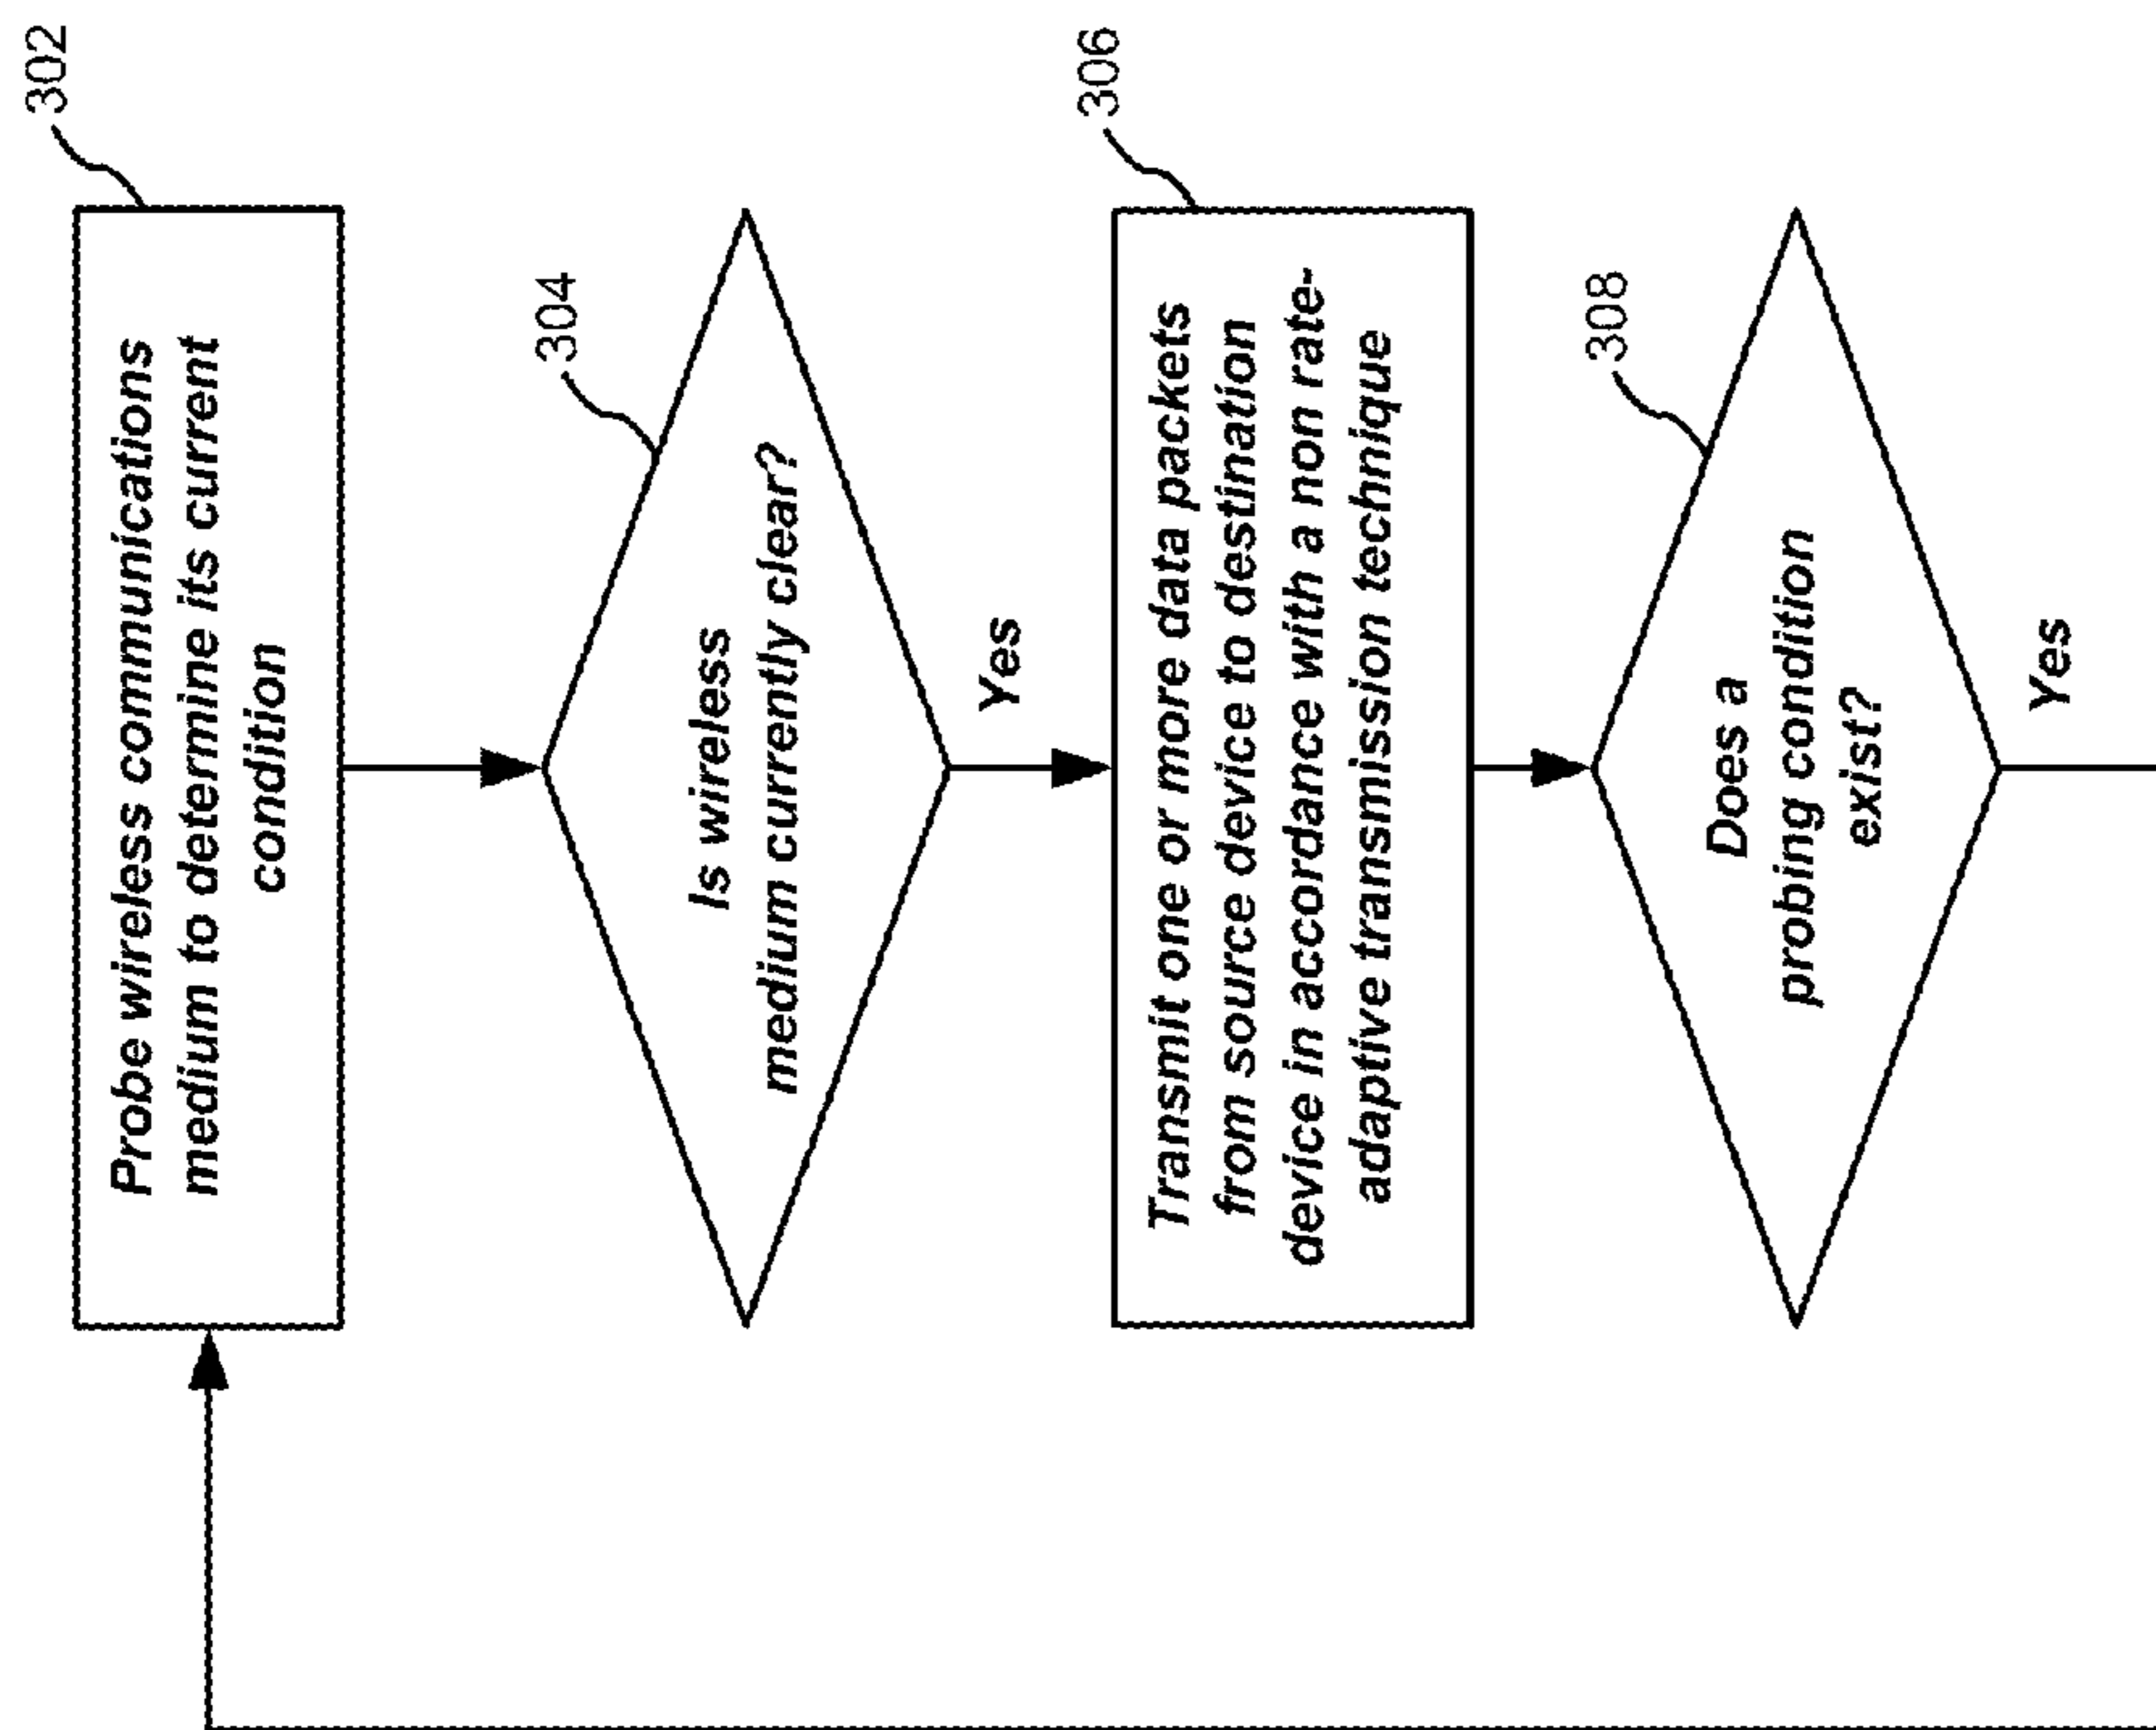 302
Probe wireless communications
medium to determine its current
condition
304
Is wireless
medium currently clear?
Yes
306
Transmit one or more data packets
from source device to destination
device in accordance with a non rate-
adaptive transmission technique
308
Does a
probing condition
exist?
Yes